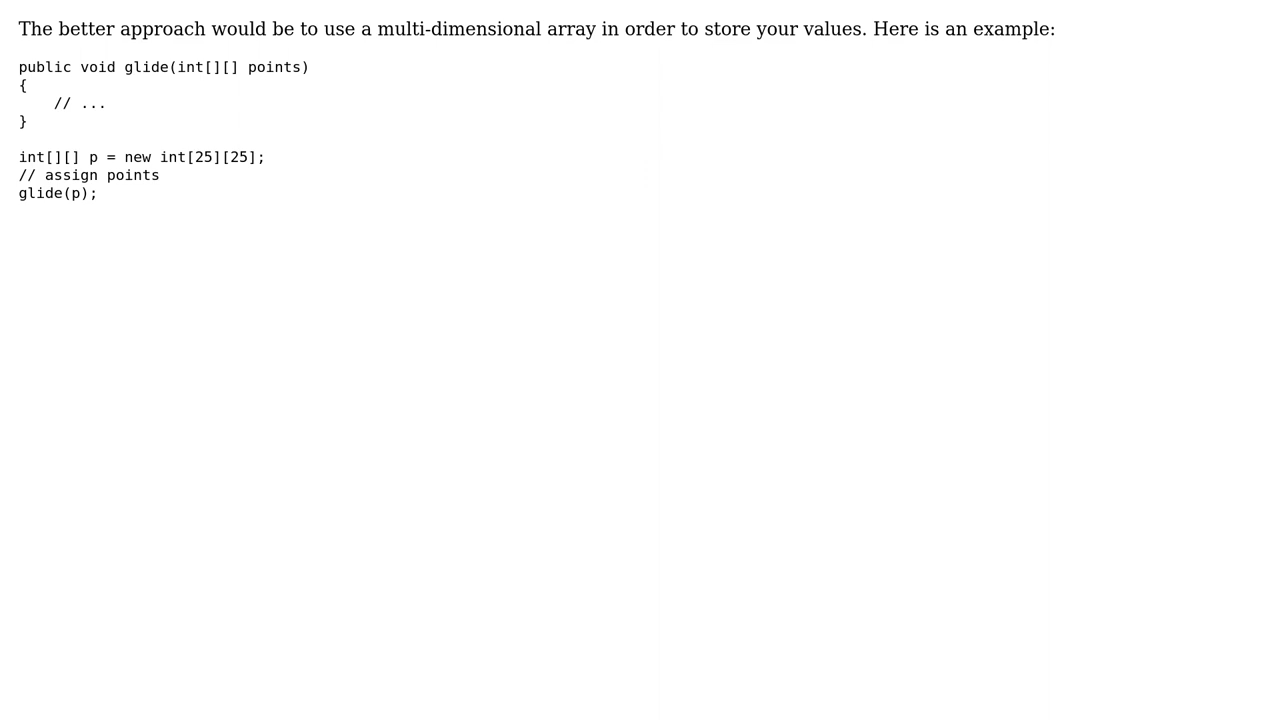 The better approach would be to use a multi-dimensional array in order to store your values. Here is an example:
public void glide(int[][] points)
{
    // ...
}
int[][] p = new int[25][25];
// assign points
glide(p);